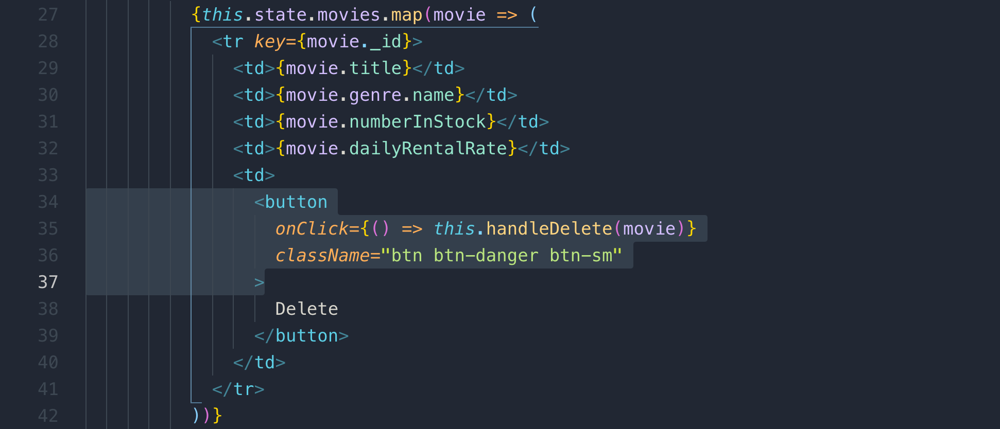 27 {this.state.movies.map(movie => (
28 <tr key={movie._id}>
29 <td>{movie.title}</td>
30 <td>{movie.genre.name}</td>
31 <td>{movie.numberInStock}</td>
32 <td>{movie.dailyRentalRate}</td>
33 <td>
34 <button
35 onClick={() => this.handleDelete(movie)}
36 className="btn btn-danger btn-sm"
37 >
38 Delete
39 </button>
40 </td>
41 </tr>
42 ))}